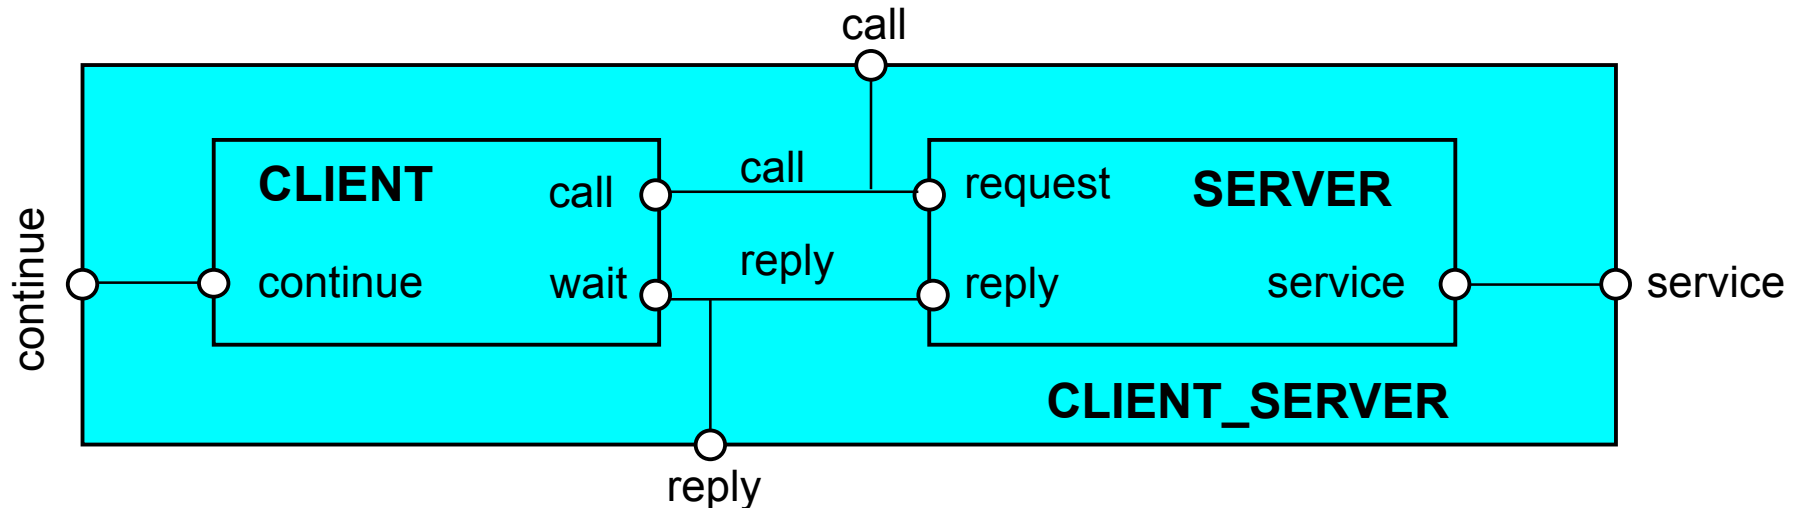 call
CLIENT
call
call
request
SERVER
continue
continue
wait
reply
reply
service
service
CLIENT_SERVER
reply